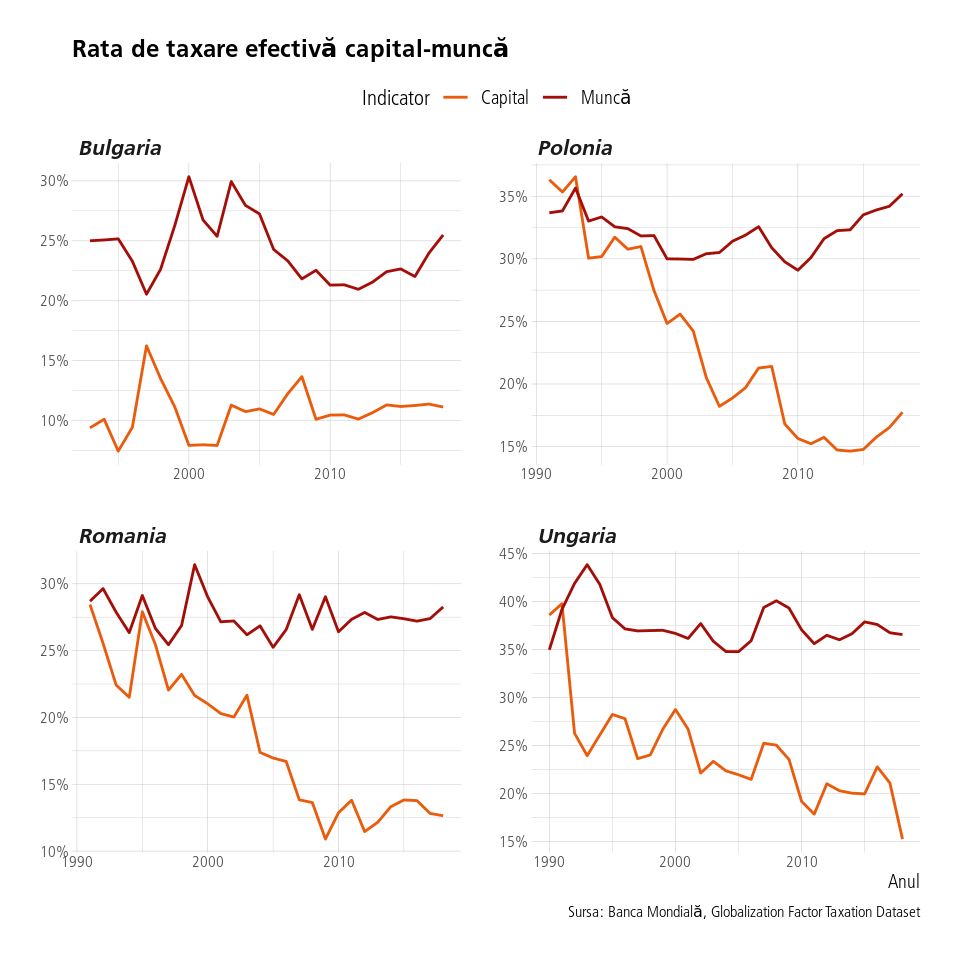 Rata de taxare efectivă capital-muncă
Indicator Capital Muncă
Bulgaria
30%
25%
20%
15%
10%
2000 2010
Polonia
35%
30%
25%
20%
15%
1990 2000 2010
Romania
30%
25%
20%
15%
10%
1990 2000 2010
Ungaria
45%
40%
35%
30%
25%
20%
15%
1990 2000 2010
Anul
Sursa: Banca Mondială, Globalization Factor Taxation Dataset